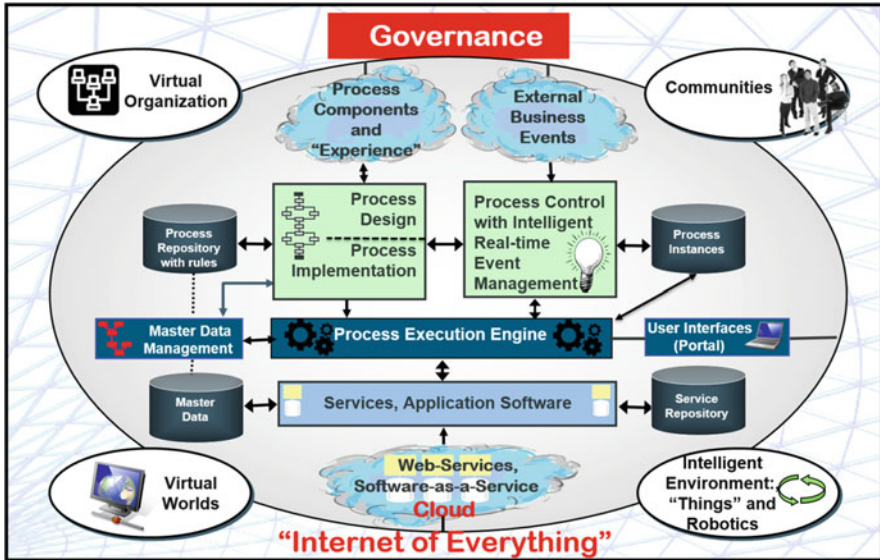 Governance
Virtual
Organization
Process
Components
and
“Experience”
External
Business
Events
Communities
Process
Repository
with rules
Process
Design
Process
Implementation
Process Control
with Intelligent
Real-time
Event
Management
Process
Instances
Master Data
Management
Process Execution Engine
User Interfaces
(Portal)
Master
Data
Services, Application Software
Service
Repository
Virtual
Worlds
Web-Services,
Software-as-a-Service
Cloud
Intelligent
Environment:
“Things” and
Robotics
“Internet of Everything”